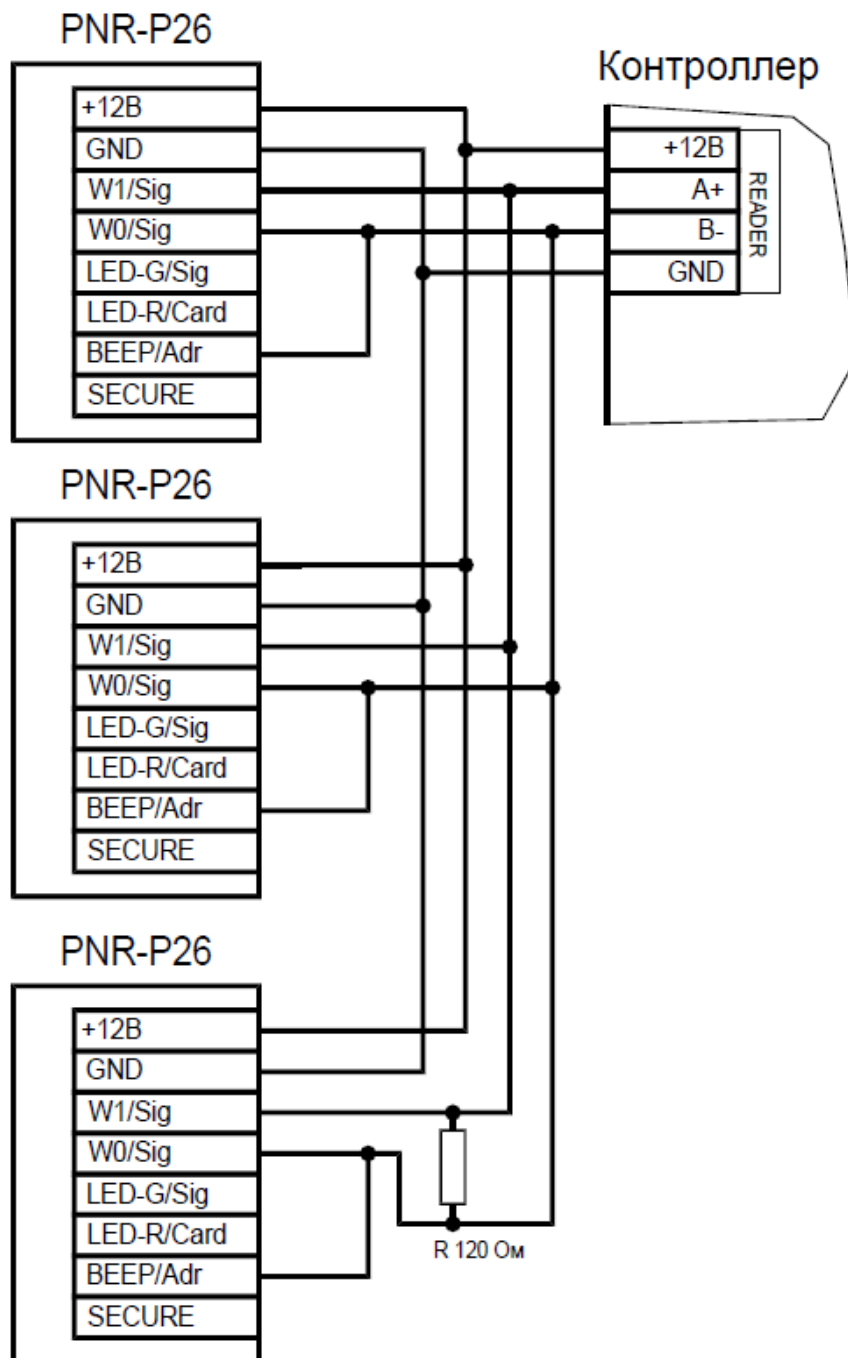 PNR-P26
+12В
GND
W1/Sig
W0/Sig
LED-G/Sig
LED-R/Card
BEEP/Adr
SECURE
Контроллер
+12В
A+
B-
GND
READER
PNR-P26
+12В
GND
W1/Sig
W0/Sig
LED-G/Sig
LED-R/Card
BEEP/Adr
SECURE
PNR-P26
+12В
GND
W1/Sig
W0/Sig
LED-G/Sig
LED-R/Card
BEEP/Adr
SECURE
R 120 Ом